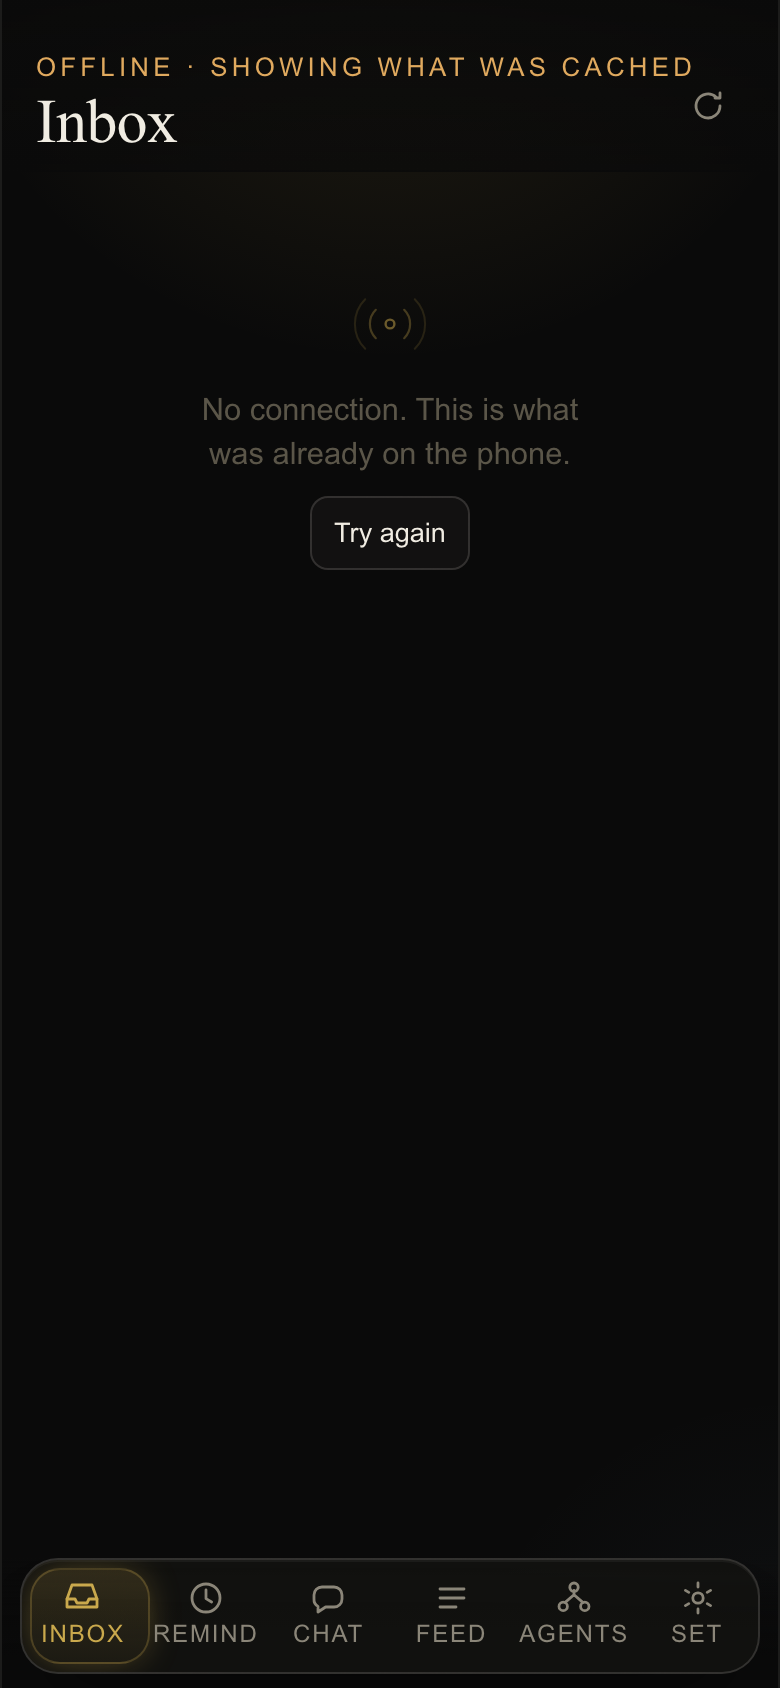 OFFLINE · SHOWING WHAT WAS CACHED
Inbox
No connection. This is what
was already on the phone.
Try again
INBOX
REMIND
CHAT
FEED
AGENTS
SET